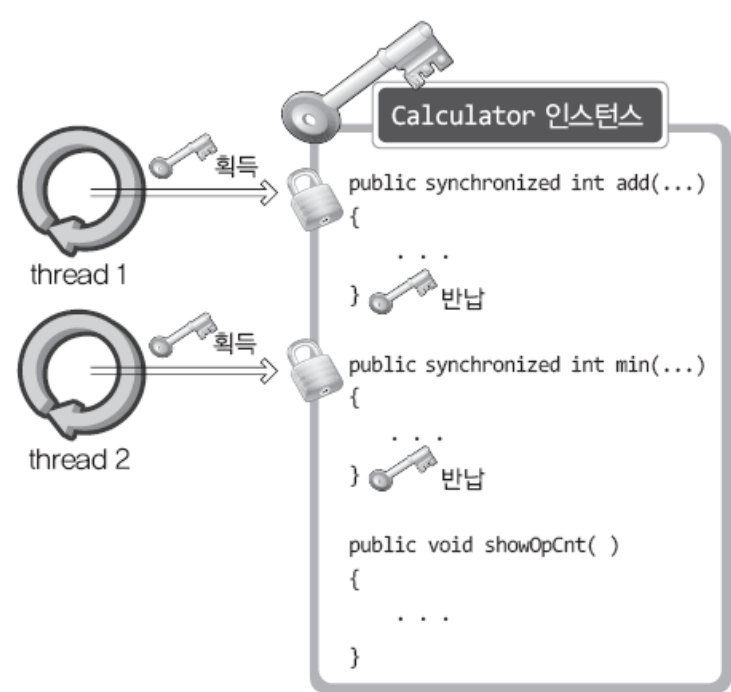 Calculator 인스턴스
획득
public synchronized int add(...)
{
. . .
} 반납
thread 1
획득
public synchronized int min(...)
{
. . .
} 반납
thread 2
public void showOpCnt( )
{
. . .
}